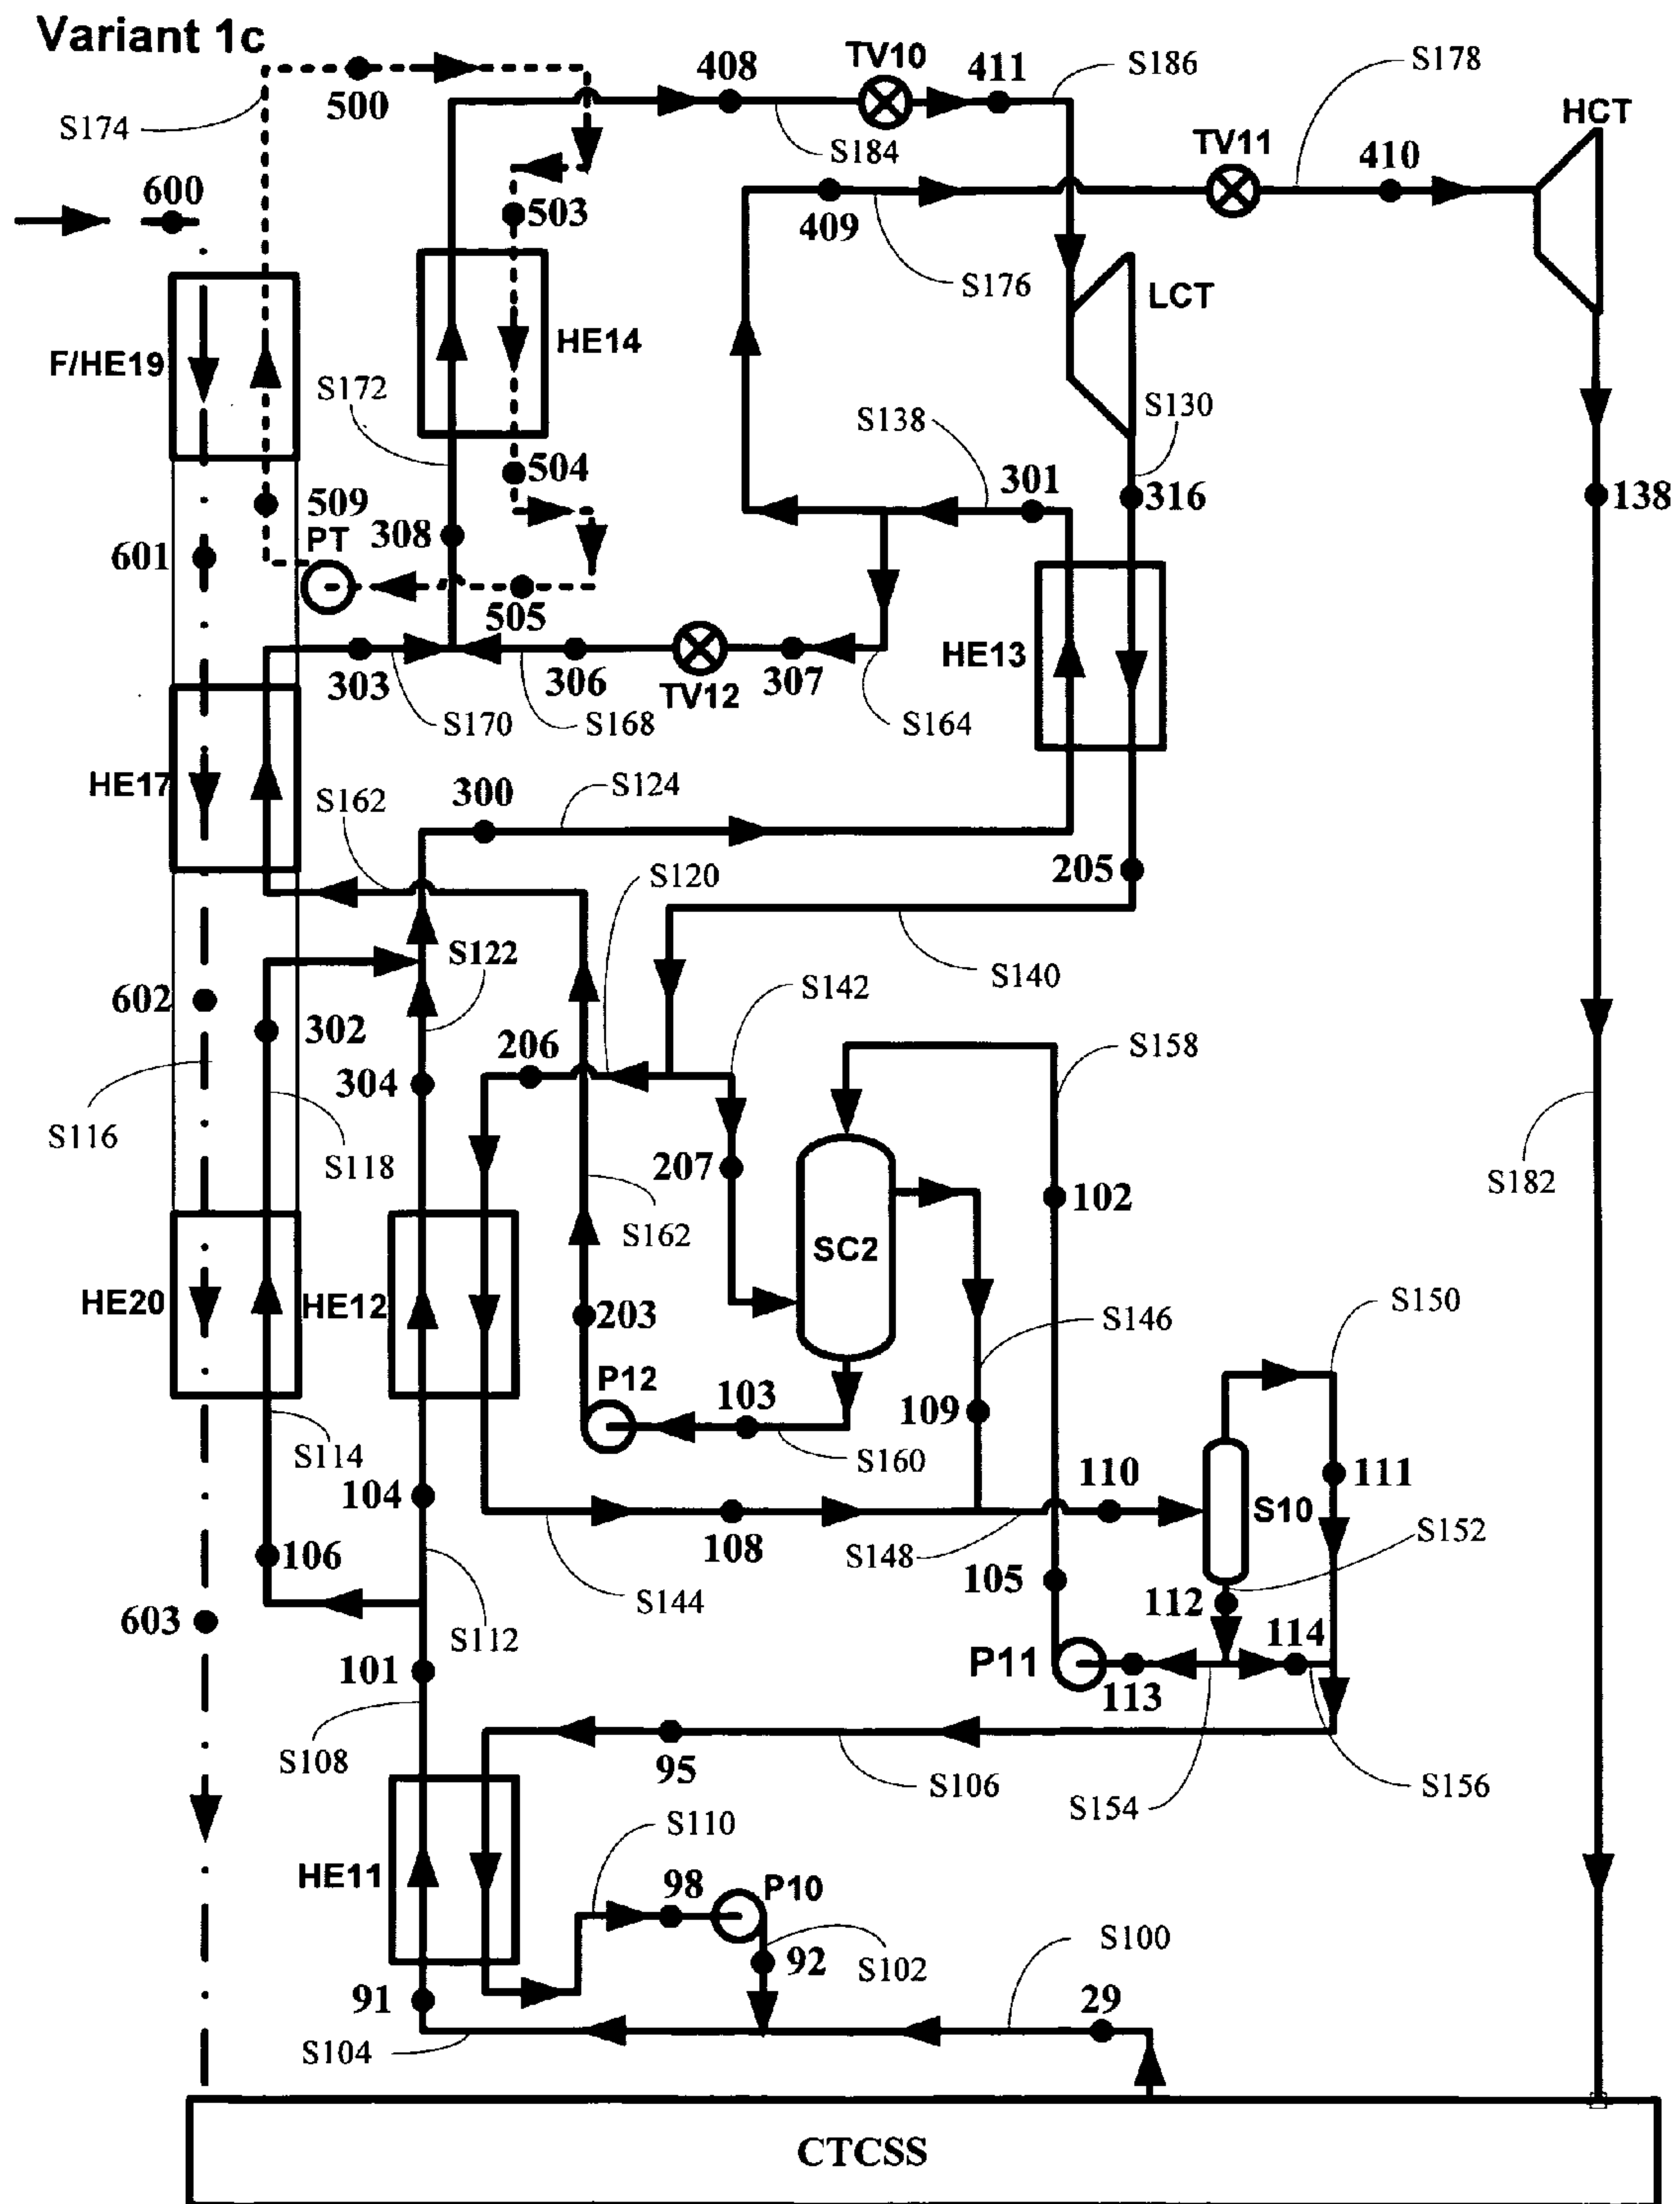 Variant 1c
TV10
408
411
S186
S178
HCT
500
S174
S184
TV11
410
600
503
409
S176
LCT
F/HE19
HE14
S172
S138
S130
504
301
316
138
509
PT
308
601
505
HE13
303
306
TV12
307
S170
S168
S164
HE17
S162
300
S124
S120
205
S122
S140
S142
602
302
206
S158
304
S116
S118
207
102
S182
S162
SC2
HE20
HE12
203
S146
S150
P12
103
109
S114
S160
104
110
111
S10
108
S148
S152
106
105
S144
112
603
S112
114
101
P11
113
S108
95
S106
S154
S156
S110
HE11
98
P10
S100
92
S102
91
29
S104
CTCSS